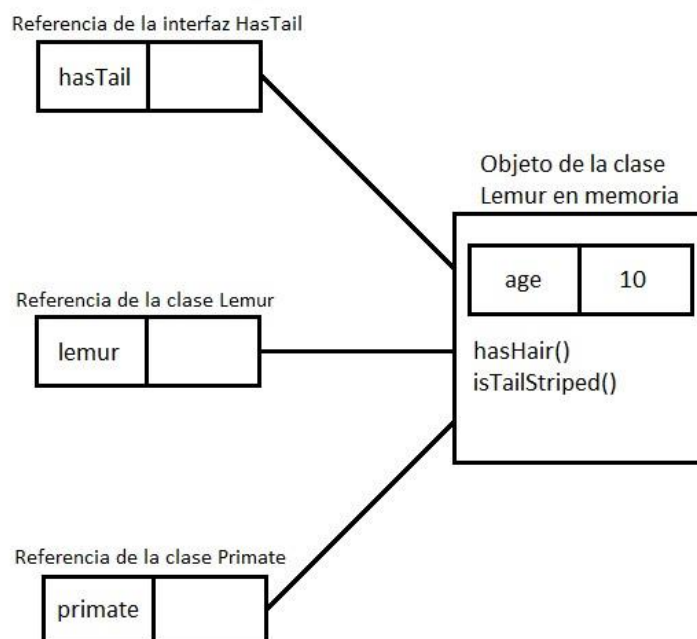 Referencia de la interfaz HasTail
hasTail
Objeto de la clase
Lemur en memoria
age 10
Referencia de la clase Lemur
lemur
hasHair()
isTailStriped()
Referencia de la clase Primate
primate